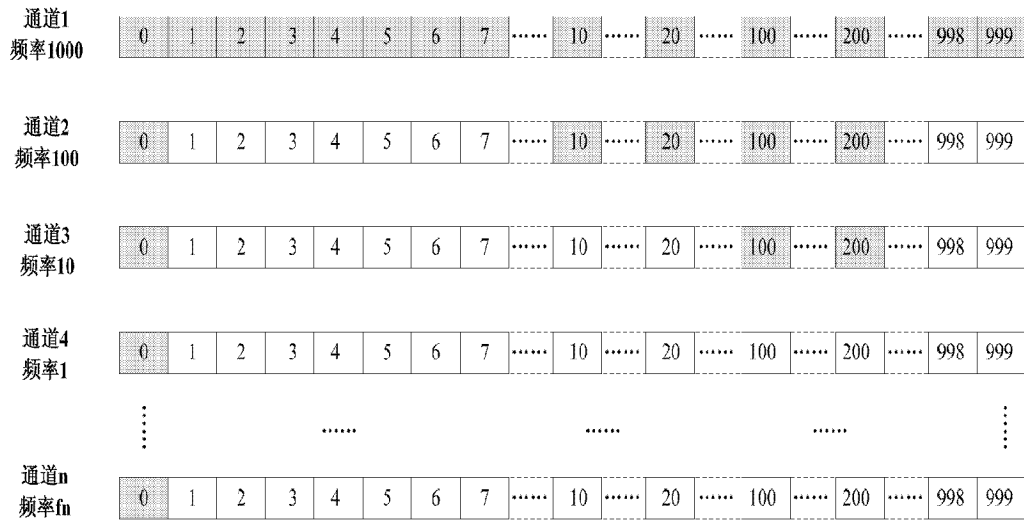 通道1
频率1000
0 1 2 3 4 5 6 7 …… 10 …… 20 …… 100 …… 200 …… 998 999
通道2
频率100
0 1 2 3 4 5 6 7 …… 10 …… 20 …… 100 …… 200 …… 998 999
通道3
频率10
0 1 2 3 4 5 6 7 …… 10 …… 20 …… 100 …… 200 …… 998 999
通道4
频率1
0 1 2 3 4 5 6 7 …… 10 …… 20 …… 100 …… 200 …… 998 999
…… …… …… …… ……
通道n
频率fn
0 1 2 3 4 5 6 7 …… 10 …… 20 …… 100 …… 200 …… 998 999